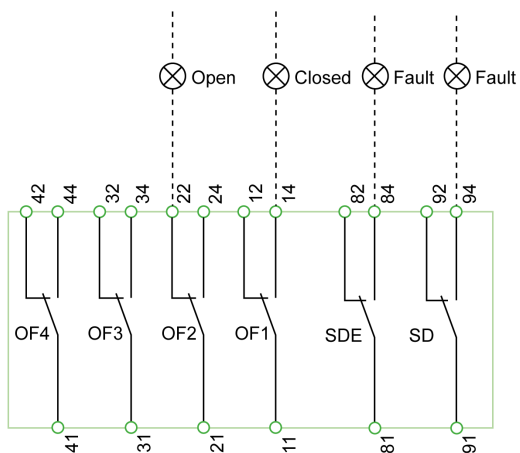 Open Closed Fault Fault
42 44 32 34 22 24 12 14 82 84 92 94
OF4 OF3 OF2 OF1 SDE SD
41 31 21 11 81 91